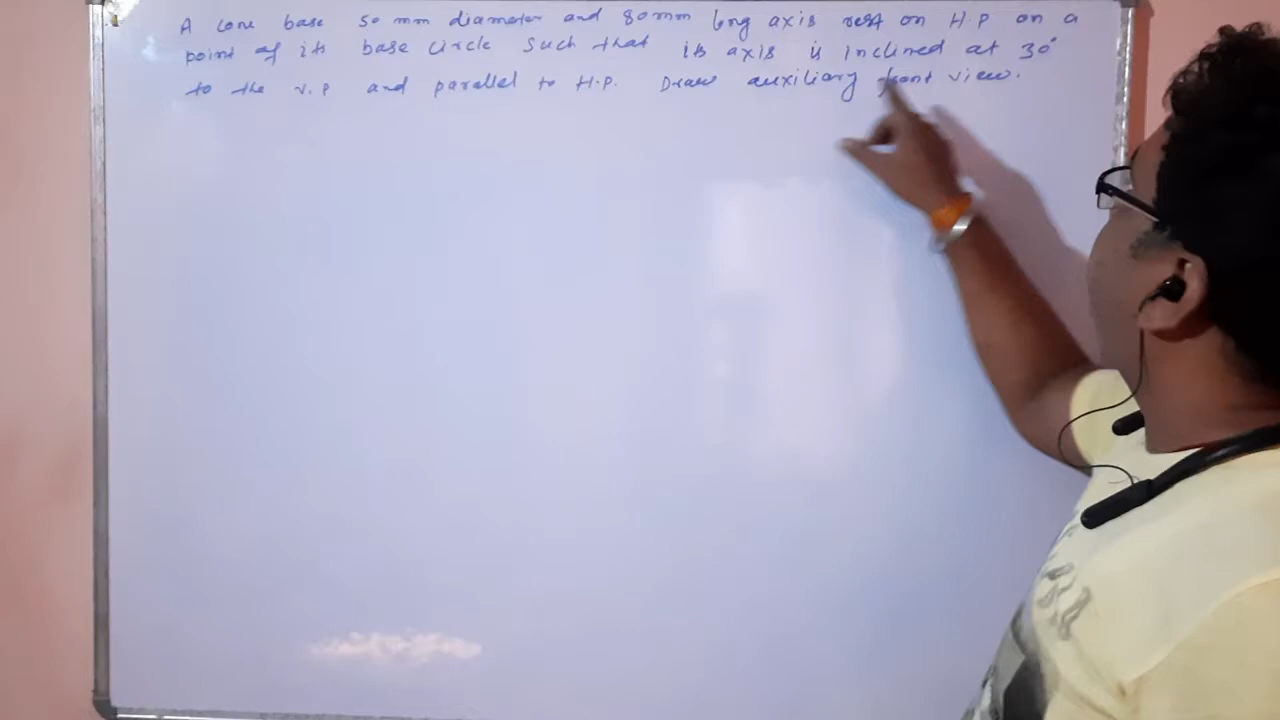 A cone base 50 mm diameter and 80mm long axis rest on H.P on a
point of its base circle such that its axis is inclined at 30°
to the V.P and parallel to H.P. Draw auxiliary front view.